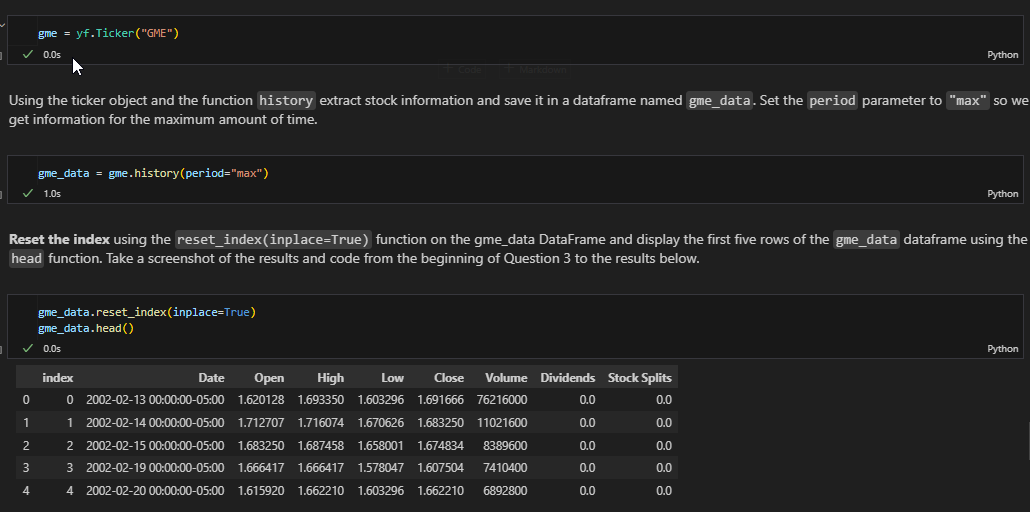 gme = yf.Ticker("GME")
0.0s
Python
+ Code + Markdown
Using the ticker object and the function history extract stock information and save it in a dataframe named gme_data. Set the period parameter to "max" so we
get information for the maximum amount of time.
gme_data = gme.history(period="max")
1.0s
Python
Reset the index using the reset_index(inplace=True) function on the gme_data DataFrame and display the first five rows of the gme_data dataframe using the
head function. Take a screenshot of the results and code from the beginning of Question 3 to the results below.
gme_data.reset_index(inplace=True)
gme_data.head()
0.0s
Python
index Date Open High Low Close Volume Dividends Stock Splits
0 0 2002-02-13 00:00:00-05:00 1.620128 1.693350 1.603296 1.691666 76216000 0.0 0.0
1 1 2002-02-14 00:00:00-05:00 1.712707 1.716074 1.670626 1.683250 11021600 0.0 0.0
2 2 2002-02-15 00:00:00-05:00 1.683250 1.687458 1.658001 1.674834 8389600 0.0 0.0
3 3 2002-02-19 00:00:00-05:00 1.666417 1.666417 1.578047 1.607504 7410400 0.0 0.0
4 4 2002-02-20 00:00:00-05:00 1.615920 1.662210 1.603296 1.662210 6892800 0.0 0.0